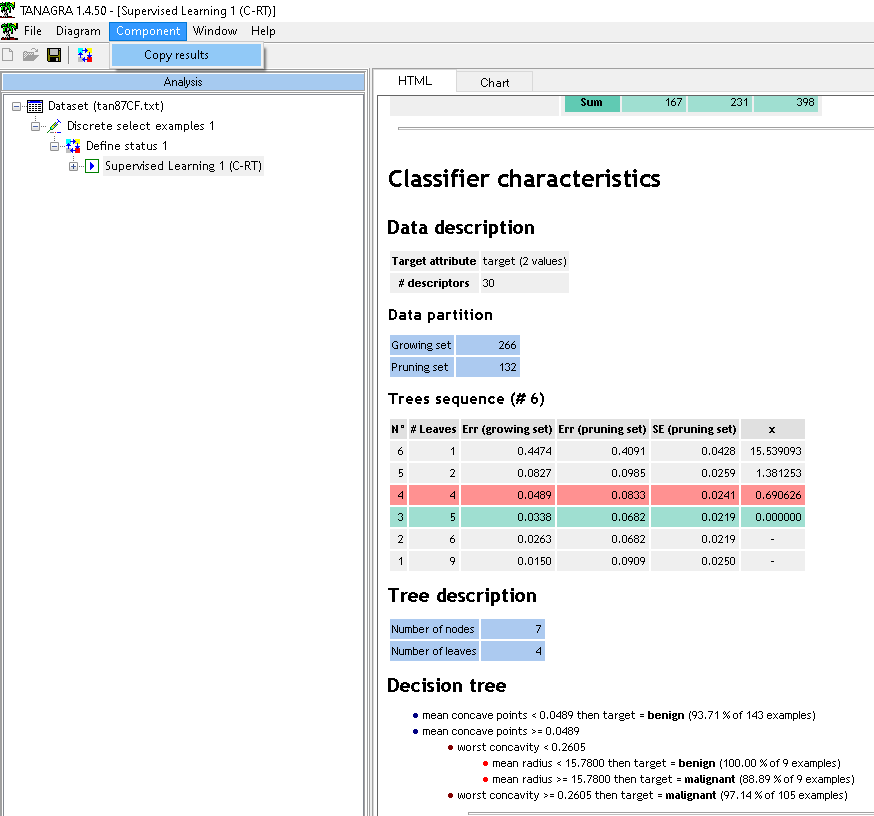 TANAGRA 1.4.50 - [Supervised Learning 1 (C-RT)]
File Diagram Component Window Help
Copy results
Analysis
Dataset (tan87CF.txt)
Discrete select examples 1
Define status 1
Supervised Learning 1 (C-RT)
HTML Chart
Sum 167 231 398
Classifier characteristics
Data description
Target attribute target (2 values)
# descriptors 30
Data partition
Growing set 266
Pruning set 132
Trees sequence (# 6)
N° # Leaves Err (growing set) Err (pruning set) SE (pruning set) x
6 1 0.4474 0.4091 0.0428 15.539093
5 2 0.0827 0.0985 0.0259 1.381253
4 4 0.0489 0.0833 0.0241 0.690626
3 5 0.0338 0.0682 0.0219 0.000000
2 6 0.0263 0.0682 0.0219 -
1 9 0.0150 0.0909 0.0250 -
Tree description
Number of nodes 7
Number of leaves 4
Decision tree
mean concave points < 0.0489 then target = benign (93.71 % of 143 examples)
mean concave points >= 0.0489
worst concavity < 0.2605
mean radius < 15.7800 then target = benign (100.00 % of 9 examples)
mean radius >= 15.7800 then target = malignant (88.89 % of 9 examples)
worst concavity >= 0.2605 then target = malignant (97.14 % of 105 examples)